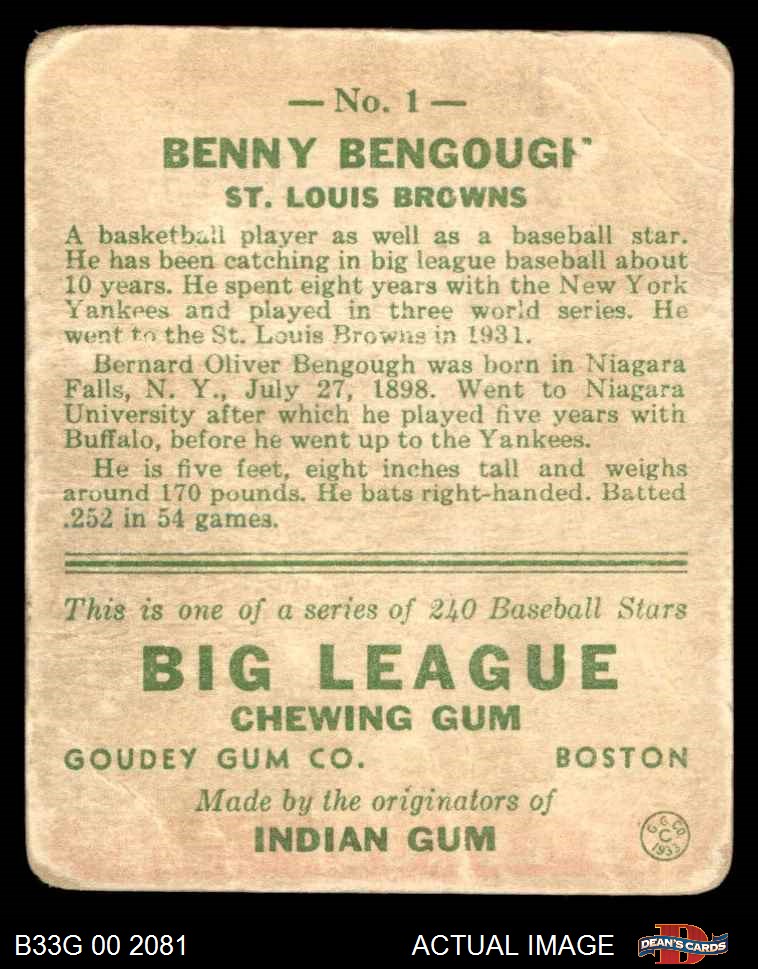 — No. 1 —
BENNY BENGOUGH
ST. LOUIS BROWNS
A basketball player as well as a baseball star.
He has been catching in big league baseball about
10 years. He spent eight years with the New York
Yankees and played in three world series. He
went to the St. Louis Browns in 1931.
Bernard Oliver Bengough was born in Niagara
Falls, N. Y., July 27, 1898. Went to Niagara
University after which he played five years with
Buffalo, before he went up to the Yankees.
He is five feet, eight inches tall and weighs
around 170 pounds. He bats right-handed. Batted
.252 in 54 games.
This is one of a series of 240 Baseball Stars
BIG LEAGUE
CHEWING GUM
GOUDEY GUM CO. BOSTON
Made by the originators of
INDIAN GUM
G. G. CO.
C
1933
B33G 00 2081 ACTUAL IMAGE D DEAN'S CARDS